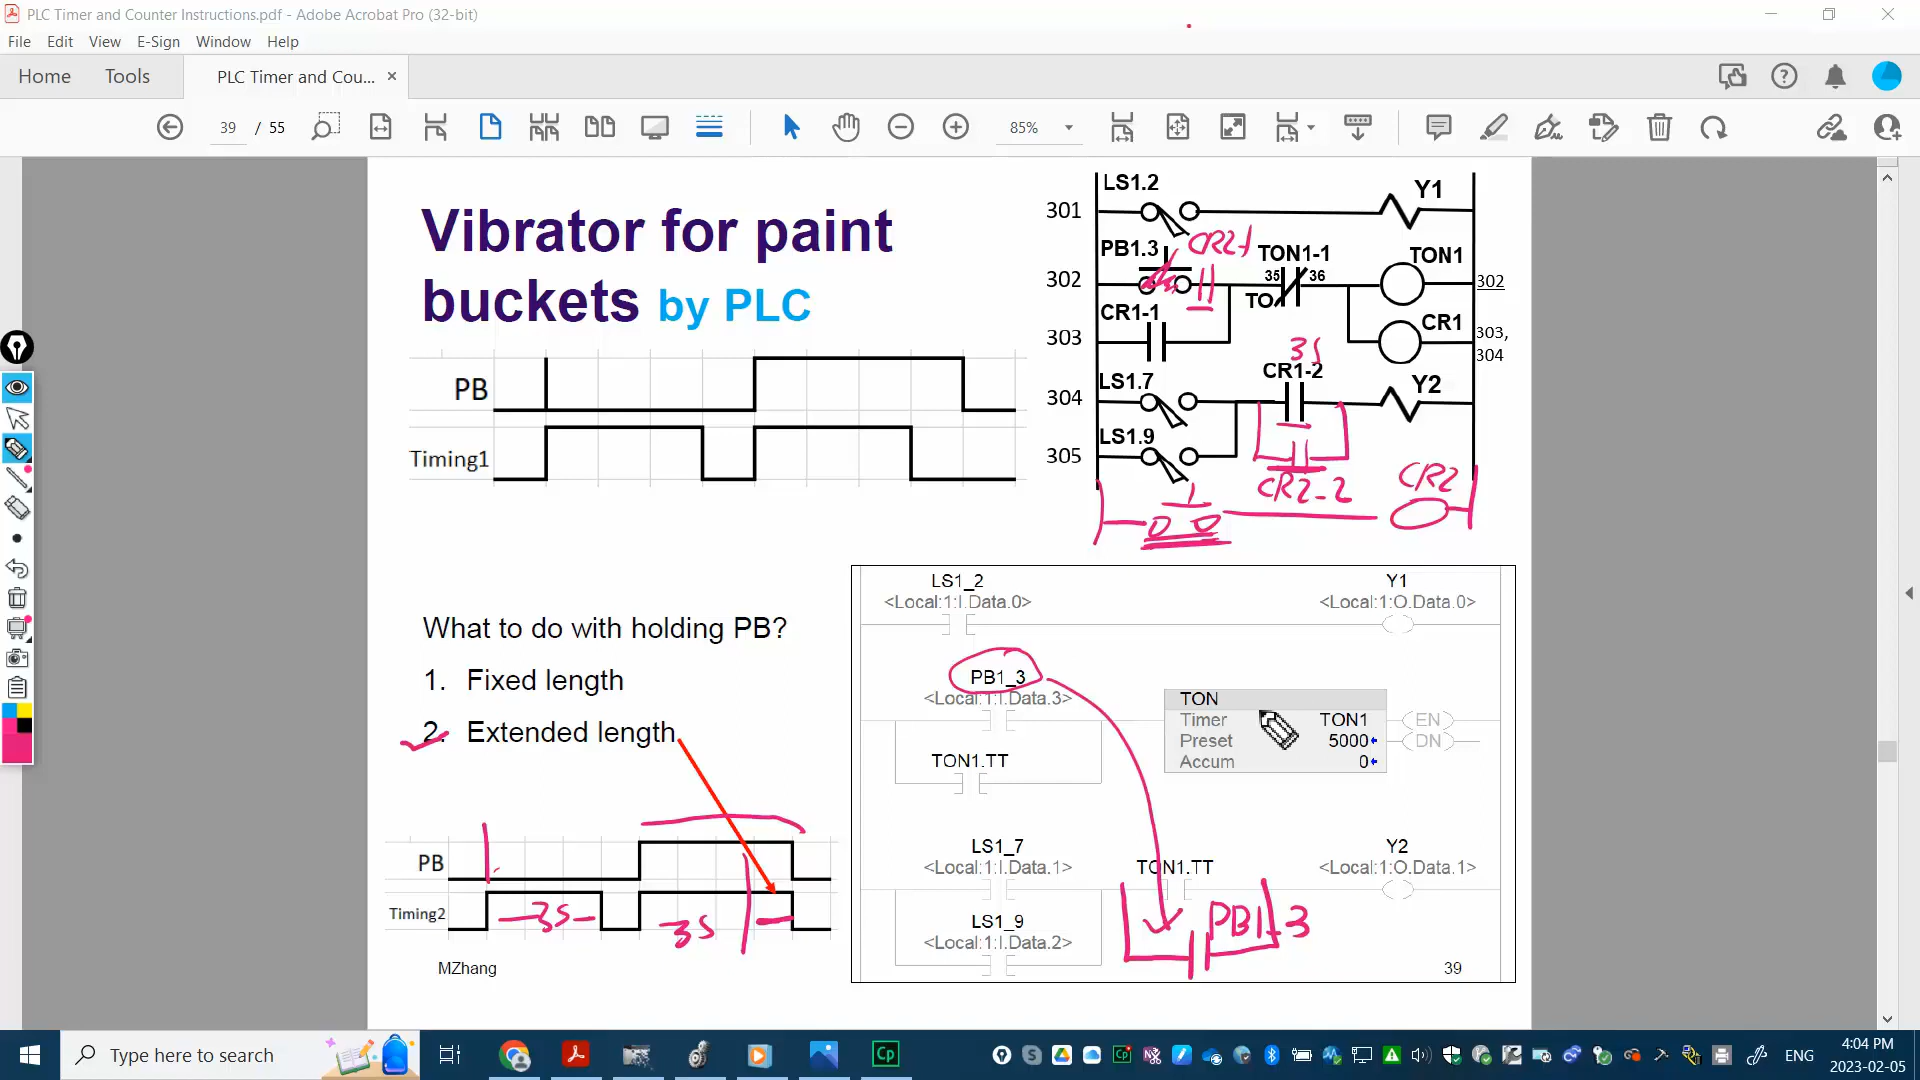 PLC Timer and Counter Instructions.pdf - Adobe Acrobat Pro (32-bit)
File Edit View E-Sign Window Help
Home Tools PLC Timer and Cou... ×
39 / 55 85%
Vibrator for paint
buckets by PLC
PB
Timing1
LS1.2 Y1
301
PB1.3 CR2-1 TON1-1 TON1
35 36
302 TO 302
CR1-1 CR1
303 303,
304
3S
CR1-2
LS1.7 Y2
304
LS1.9
305
CR2-2 CR2
What to do with holding PB?
1. Fixed length
2. Extended length
PB
Timing2
3S 3S
MZhang
LS1_2 Y1
<Local:1:I.Data.0> <Local:1:O.Data.0>
PB1_3
<Local:1:I.Data.3>
TON
Timer TON1 EN
Preset 5000 DN
Accum 0
TON1.TT
LS1_7 Y2
<Local:1:I.Data.1> TON1.TT <Local:1:O.Data.1>
LS1_9 PB1_3
<Local:1:I.Data.2>
39
Type here to search
Cp
Cp
ENG
4:04 PM
2023-02-05